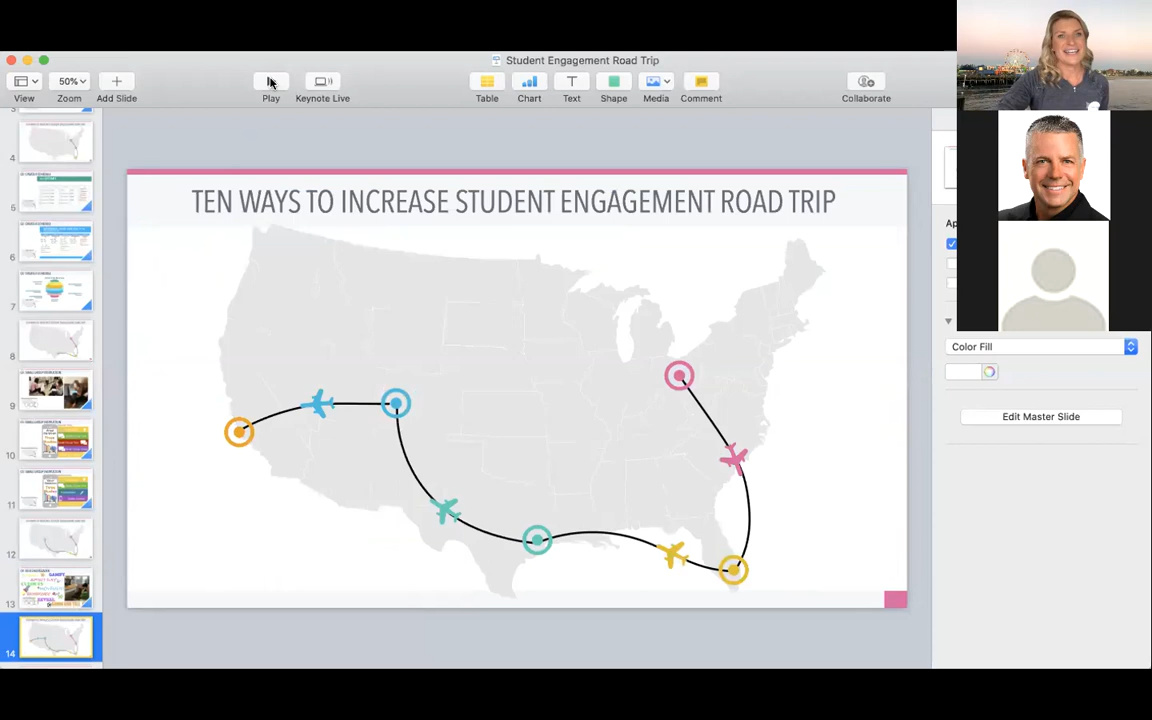 Student Engagement Road Trip
50%
View
Zoom
Add Slide
Play
Keynote Live
Table
Chart
Text
Shape
Media
Comment
Collaborate
4
5
6
7
8
9
10
11
12
13
14
TEN WAYS TO INCREASE STUDENT ENGAGEMENT ROAD TRIP
Ap
Color Fill
Edit Master Slide